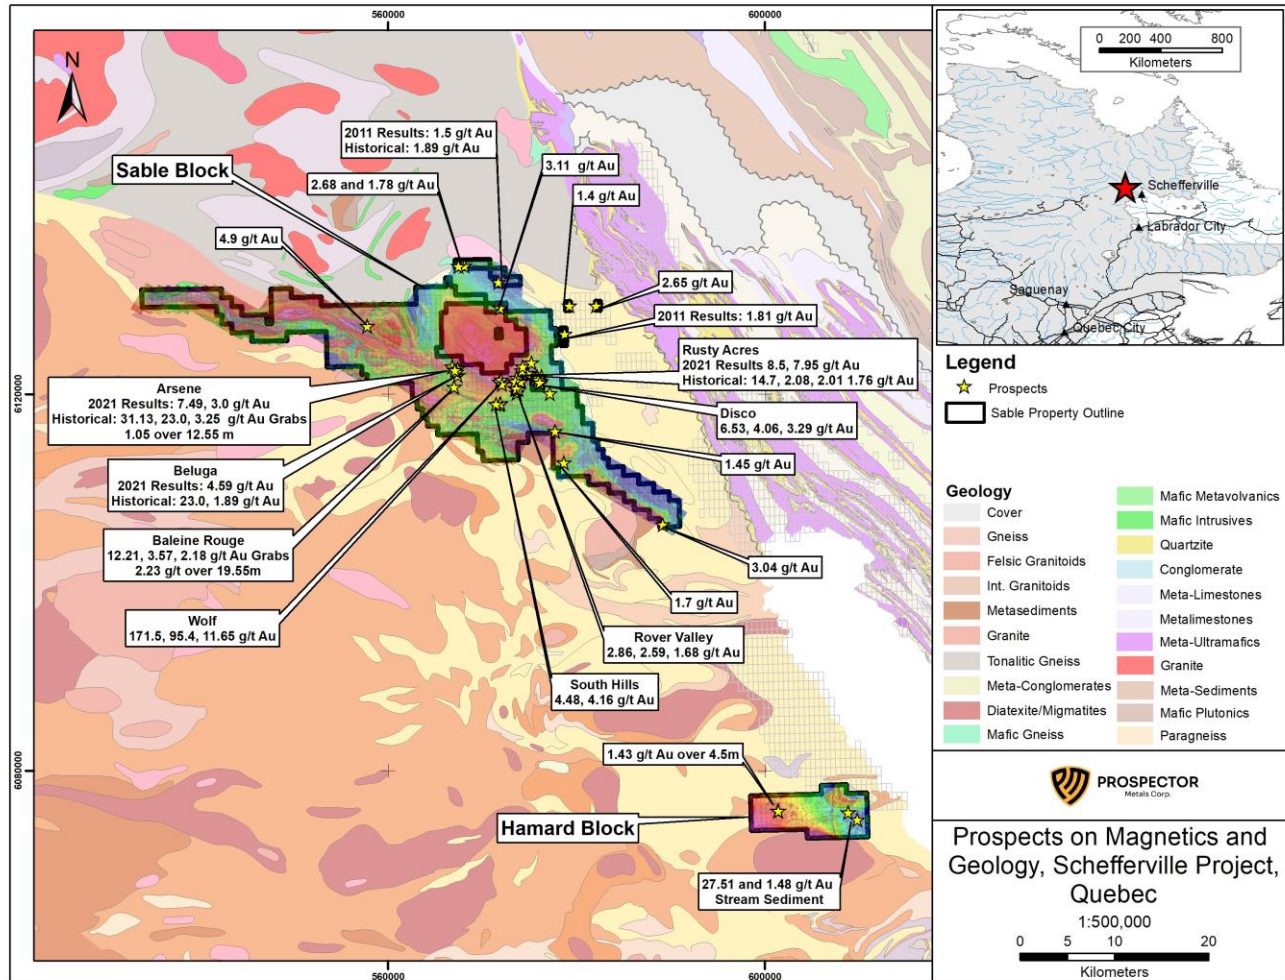 560000
600000
N
2011 Results: 1.5 g/t Au
Historical: 1.89 g/t Au
Sable Block
3.11 g/t Au
2.68 and 1.78 g/t Au
1.4 g/t Au
4.9 g/t Au
2.65 g/t Au
2011 Results: 1.81 g/t Au
Rusty Acres
2021 Results 8.5, 7.95 g/t Au
Historical: 14.7, 2.08, 2.01 1.76 g/t Au
6120000
6120000
Arsene
2021 Results: 7.49, 3.0 g/t Au
Historical: 31.13, 23.0, 3.25 g/t Au Grabs
1.05 over 12.55 m
Disco
6.53, 4.06, 3.29 g/t Au
1.45 g/t Au
Beluga
2021 Results: 4.59 g/t Au
Historical: 23.0, 1.89 g/t Au
Baleine Rouge
12.21, 3.57, 2.18 g/t Au Grabs
2.23 g/t over 19.55m
3.04 g/t Au
1.7 g/t Au
Wolf
171.5, 95.4, 11.65 g/t Au
Rover Valley
2.86, 2.59, 1.68 g/t Au
South Hills
4.48, 4.16 g/t Au
1.43 g/t Au over 4.5m
6080000
6080000
Hamard Block
27.51 and 1.48 g/t Au
Stream Sediment
560000
600000
0 200 400 800
Kilometers
Schefferville
Labrador City
Saguenay
Quebec City
Legend
Prospects
Sable Property Outline
Geology
Cover
Gneiss
Felsic Granitoids
Int. Granitoids
Metasediments
Granite
Tonalitic Gneiss
Meta-Conglomerates
Diatexite/Migmatites
Mafic Gneiss
Mafic Metavolvanics
Mafic Intrusives
Quartzite
Conglomerate
Meta-Limestones
Metalimestones
Meta-Ultramafics
Granite
Meta-Sediments
Mafic Plutonics
Paragneiss
PROSPECTOR
Metals Corp.
Prospects on Magnetics and
Geology, Schefferville Project,
Quebec
1:500,000
0 5 10 20
Kilometers